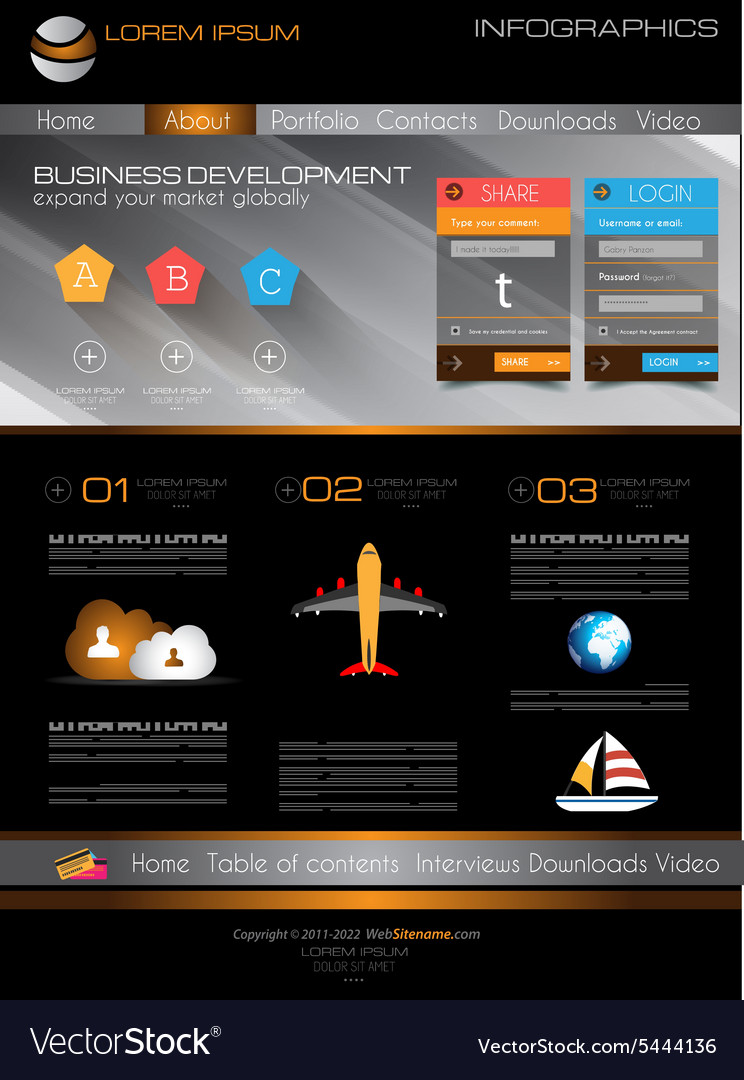 LOREM IPSUM
INFOGRAPHICS
Home About Portfolio Contacts Downloads Video
BUSINESS DEVELOPMENT
expand your market globally
A B C
LOREM IPSUM
DOLOR SIT AMET
LOREM IPSUM
DOLOR SIT AMET
LOREM IPSUM
DOLOR SIT AMET
SHARE
Type your comment:
I made it today!!!!!!
t
Save my credential and cookies
SHARE >>
LOGIN
Username or email:
Gabry Panzon
Password (forgot it?)
***************
I Accept the Agreement contract
LOGIN >>
01 LOREM IPSUM
DOLOR SIT AMET
02 LOREM IPSUM
DOLOR SIT AMET
03 LOREM IPSUM
DOLOR SIT AMET
Home Table of contents Interviews Downloads Video
Copyright © 2011-2022 WebSitename.com
LOREM IPSUM
DOLOR SIT AMET
VectorStock®
VectorStock.com/5444136